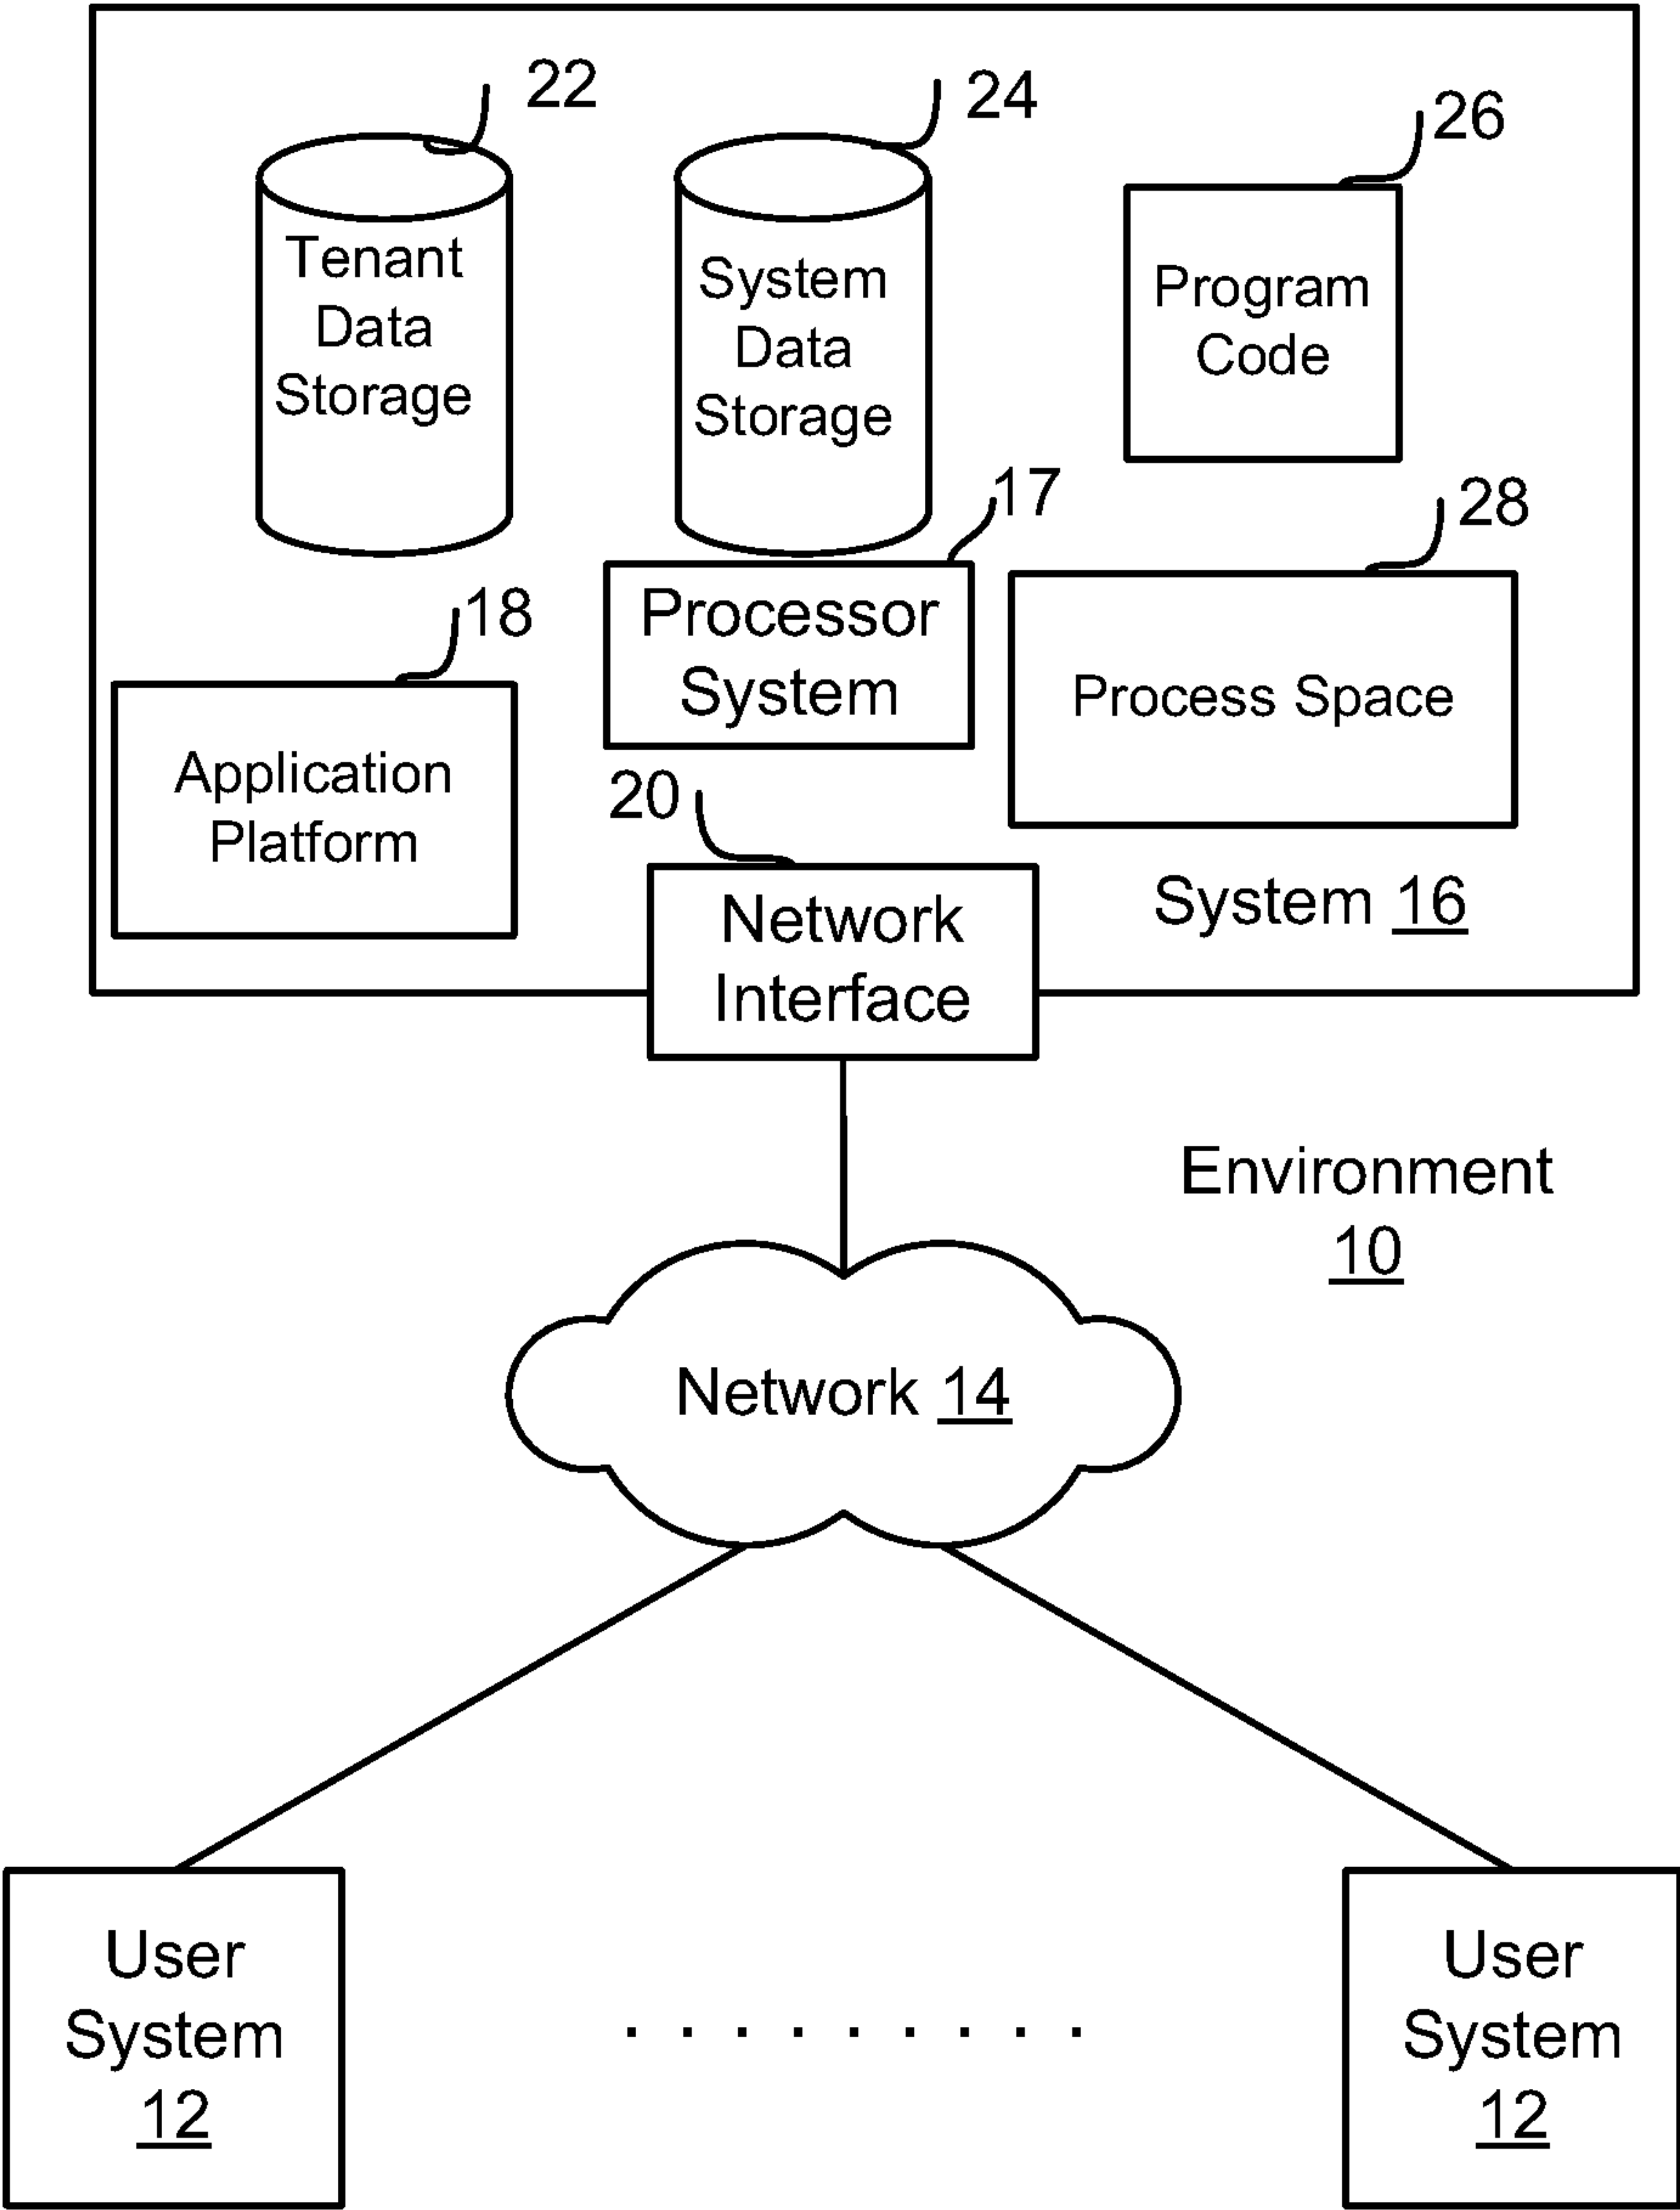 22
24
26
Tenant
Data
Storage
System
Data
Storage
Program
Code
17
28
18
Processor
System
Process Space
Application
Platform
20
Network
Interface
System 16
Environment
10
Network 14
User
System
12
. . . . . . . . .
User
System
12